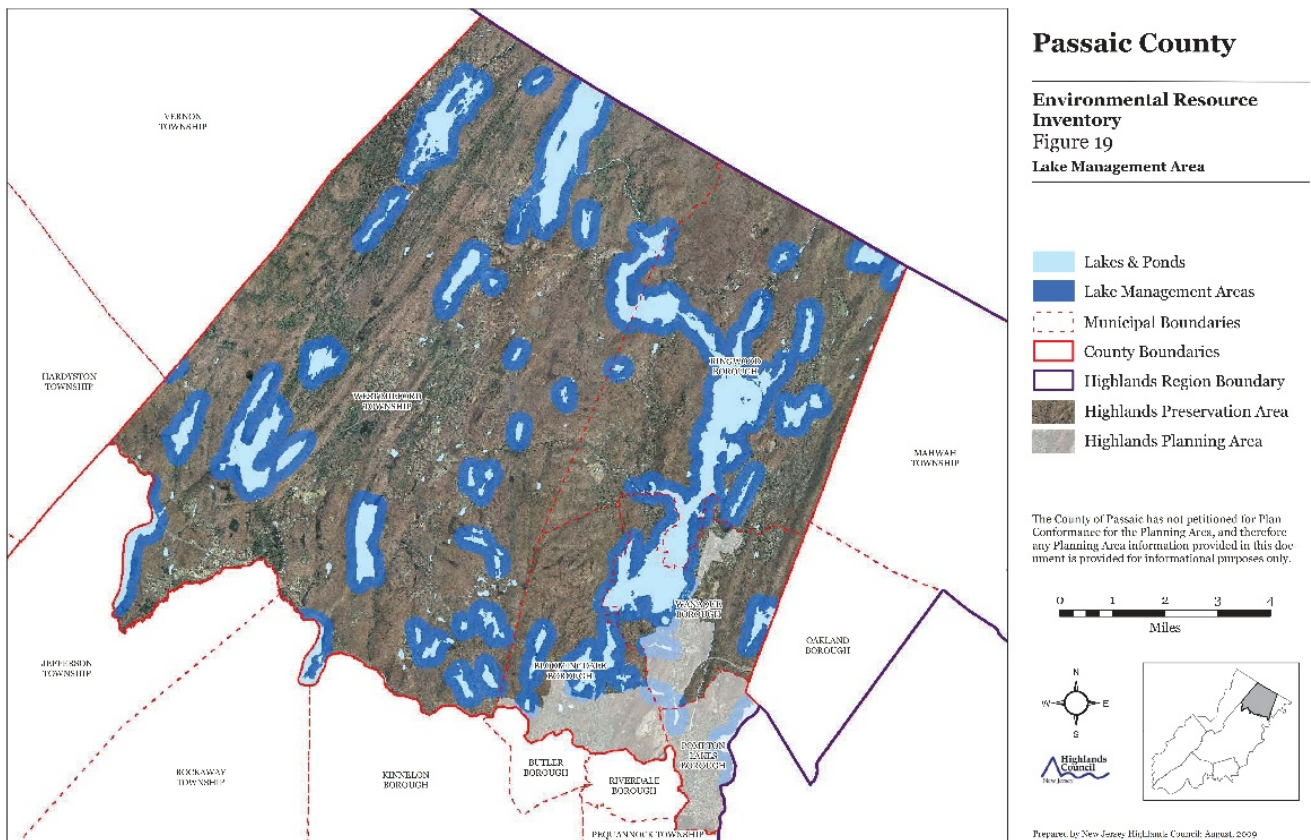 Passaic County
Environmental Resource
Inventory
Figure 19
Lake Management Area
Lakes & Ponds
Lake Management Areas
Municipal Boundaries
County Boundaries
Highlands Region Boundary
Highlands Preservation Area
Highlands Planning Area
The County of Passaic has not petitioned for Plan
Conformance for the Planning Area, and therefore
any Planning Area information provided in this doc
ument is provided for informational purposes only.
0 1 2 3 4
Miles
N
W E
S
Highlands
Council
New Jersey
Prepared by New Jersey Highlands Council: August, 2009
VERNON
TOWNSHIP
HARDYSTON
TOWNSHIP
WEST MILFORD
TOWNSHIP
RINGWOOD
BOROUGH
MAHWAH
TOWNSHIP
WANAQUE
BOROUGH
OAKLAND
BOROUGH
JEFFERSON
TOWNSHIP
BLOOMINGDALE
BOROUGH
ROCKAWAY
TOWNSHIP
KINNELON
BOROUGH
BUTLER
BOROUGH
POMPTON
LAKES
BOROUGH
RIVERDALE
BOROUGH
PEQUANNOCK TOWNSHIP